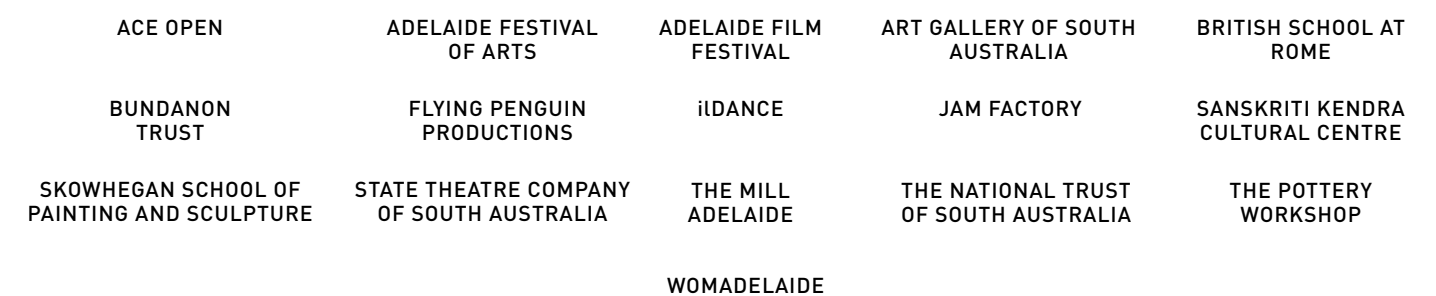 ACE OPEN
ADELAIDE FESTIVAL
OF ARTS
ADELAIDE FILM
FESTIVAL
ART GALLERY OF SOUTH
AUSTRALIA
BRITISH SCHOOL AT
ROME
BUNDANON
TRUST
FLYING PENGUIN
PRODUCTIONS
ilDANCE
JAM FACTORY
SANSKRITI KENDRA
CULTURAL CENTRE
SKOWHEGAN SCHOOL OF
PAINTING AND SCULPTURE
STATE THEATRE COMPANY
OF SOUTH AUSTRALIA
THE MILL
ADELAIDE
THE NATIONAL TRUST
OF SOUTH AUSTRALIA
THE POTTERY
WORKSHOP
WOMADELAIDE